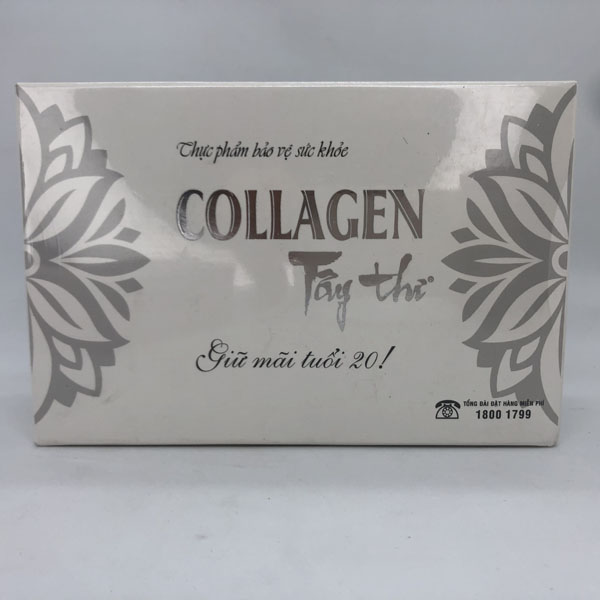 Thực phẩm bảo vệ sức khỏe
COLLAGEN
Tây thi
Giữ mãi tuổi 20!
TỔNG ĐÀI ĐẶT HÀNG MIỄN PHÍ
1800 1799